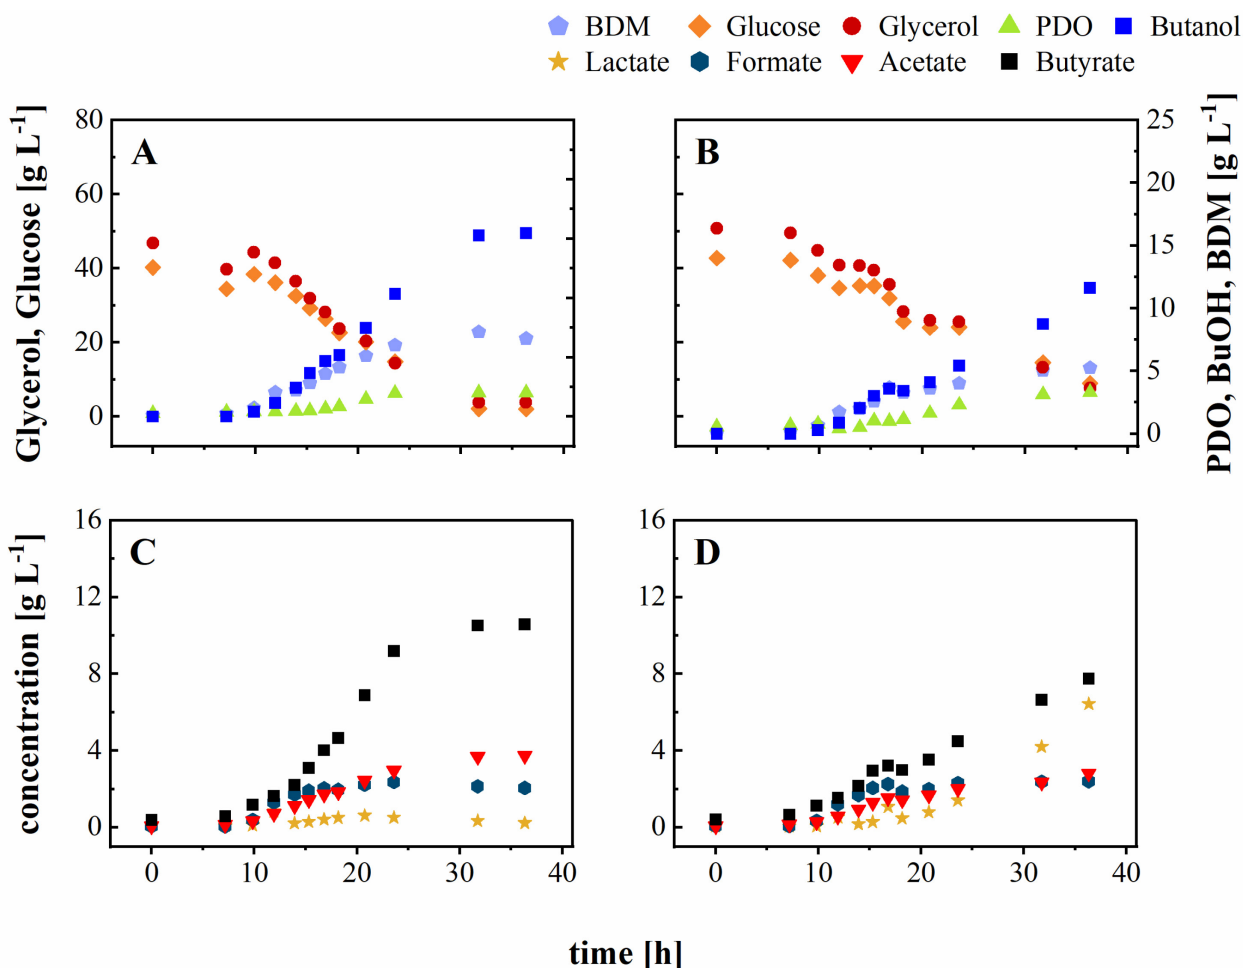 BDM Glucose Glycerol PDO Butanol
Lactate Formate Acetate Butyrate
Glycerol, Glucose [g L⁻¹]
80
60
40
20
0
A
B
25
20
15
10
5
0
PDO, BuOH, BDM [g L⁻¹]
concentration [g L⁻¹]
16
12
8
4
0
C
0 10 20 30 40
16
12
8
4
0
D
0 10 20 30 40
time [h]